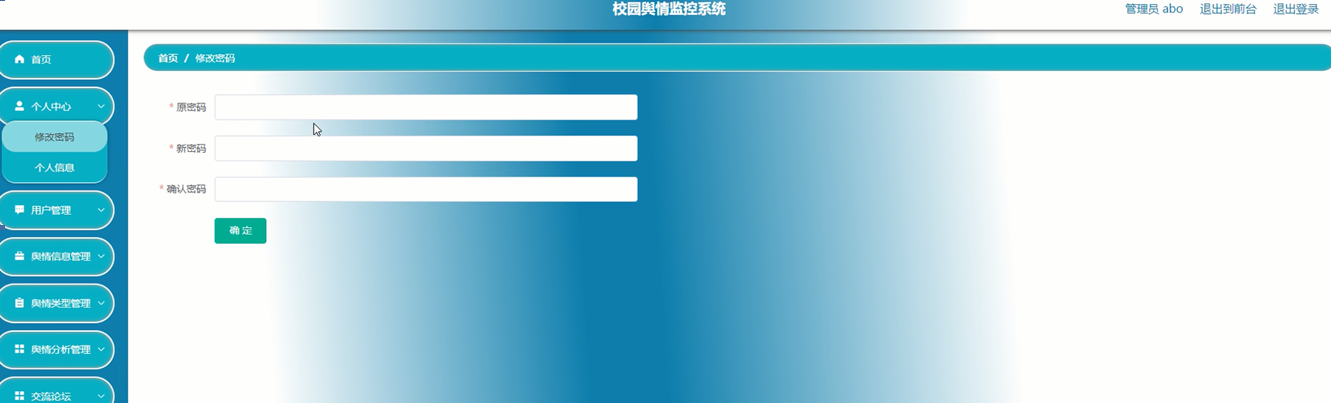 校园舆情监控系统
管理员 abo 退出到前台 退出登录
首页
个人中心
修改密码
个人信息
用户管理
舆情信息管理
舆情类型管理
舆情分析管理
交流论坛
首页 / 修改密码
* 原密码
* 新密码
* 确认密码
确 定